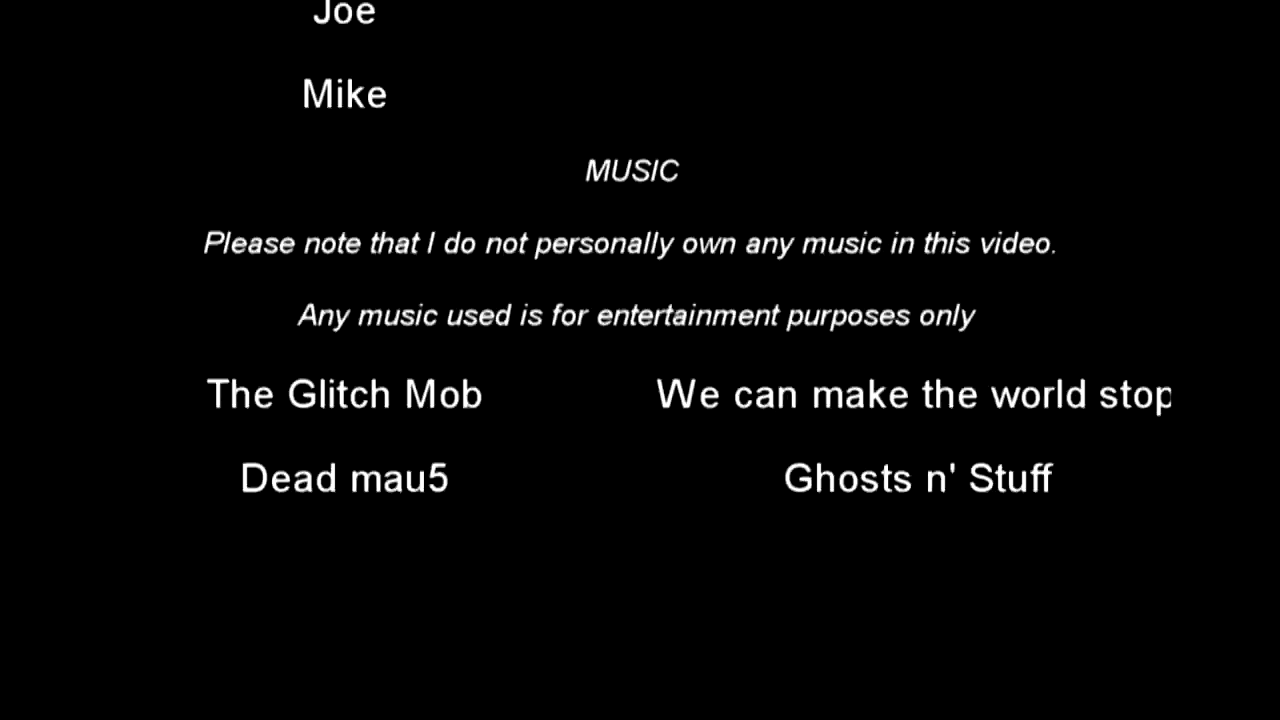 Joe
Mike
MUSIC
Please note that I do not personally own any music in this video.
Any music used is for entertainment purposes only
The Glitch Mob We can make the world stop
Dead mau5 Ghosts n' Stuff